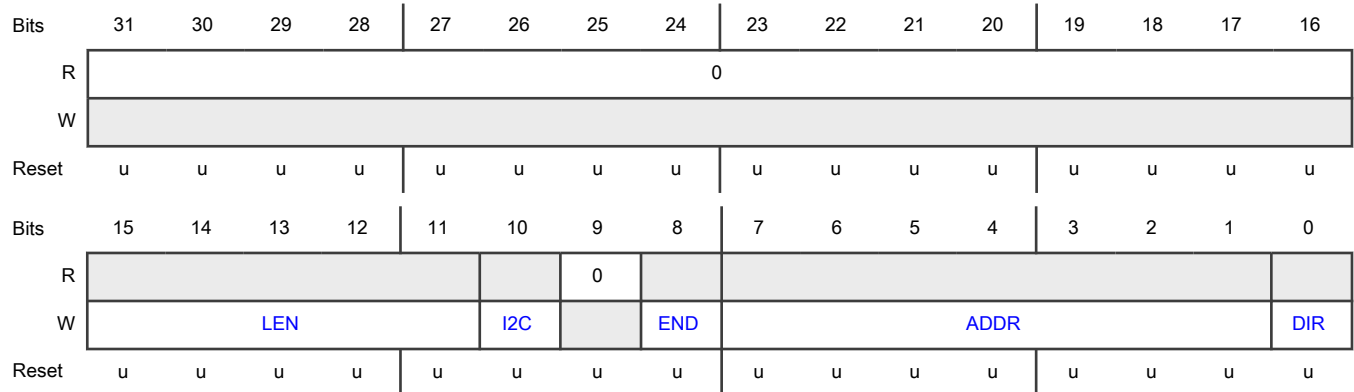 Bits 31 30 29 28 27 26 25 24 23 22 21 20 19 18 17 16
R 0
W
Reset u u u u u u u u u u u u u u u u
Bits 15 14 13 12 11 10 9 8 7 6 5 4 3 2 1 0
R 0
W LEN I2C END ADDR DIR
Reset u u u u u u u u u u u u u u u u